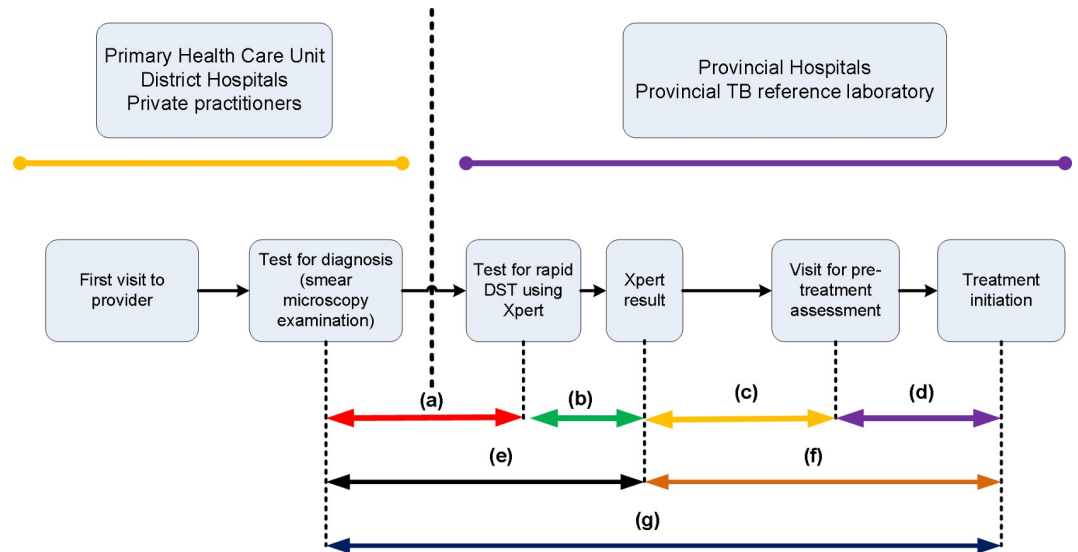 Primary Health Care Unit
District Hospitals
Private practitioners
Provincial Hospitals
Provincial TB reference laboratory
First visit to
provider
Test for diagnosis
(smear
microscopy
examination)
Test for rapid
DST using
Xpert
Xpert
result
Visit for pre-
treatment
assessment
Treatment
initiation
(a)
(b)
(c)
(d)
(e)
(f)
(g)